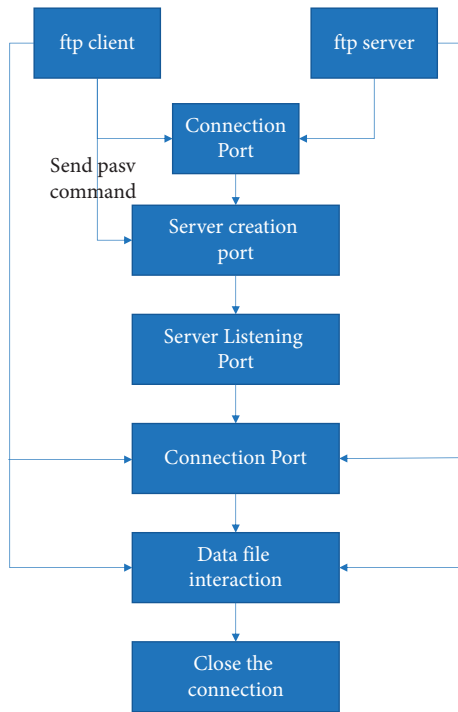 ftp client
ftp server
Connection
Port
Send pasv
command
Server creation
port
Server Listening
Port
Connection Port
Data file
interaction
Close the
connection